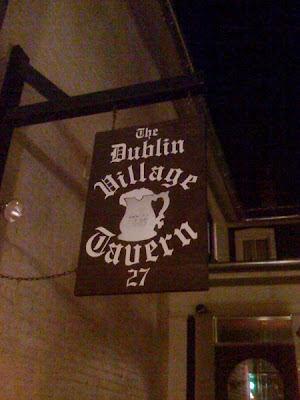 The
Dublin
Village
Tavern
27